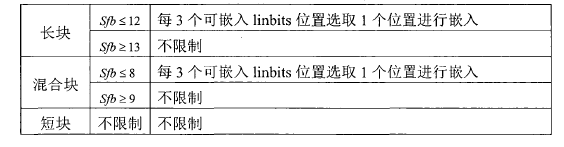 长块 Sfb ≤ 12 每 3 个可嵌入 linbits 位置选取 1 个位置进行嵌入
Sfb ≥ 13 不限制
混合块 Sfb ≤ 8 每 3 个可嵌入 linbits 位置选取 1 个位置进行嵌入
Sfb ≥ 9 不限制
短块 不限制 不限制